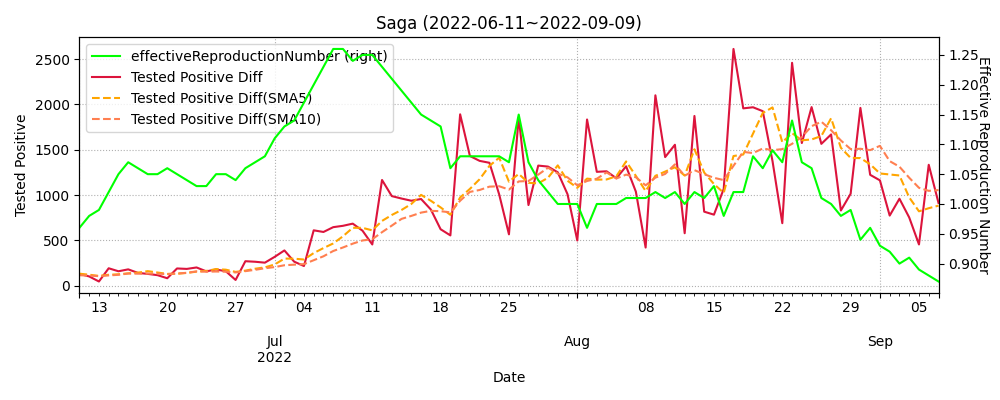 Saga (2022-06-11~2022-09-09)
effectiveReproductionNumber (right)
Tested Positive Diff
Tested Positive Diff(SMA5)
Tested Positive Diff(SMA10)
Tested Positive
2500
2000
1500
1000
500
0
Effective Reproduction Number
1.25
1.20
1.15
1.10
1.05
1.00
0.95
0.90
13 20 04 11 18 25 08 15 22 29 05
Jul Aug Sep
2022
Date